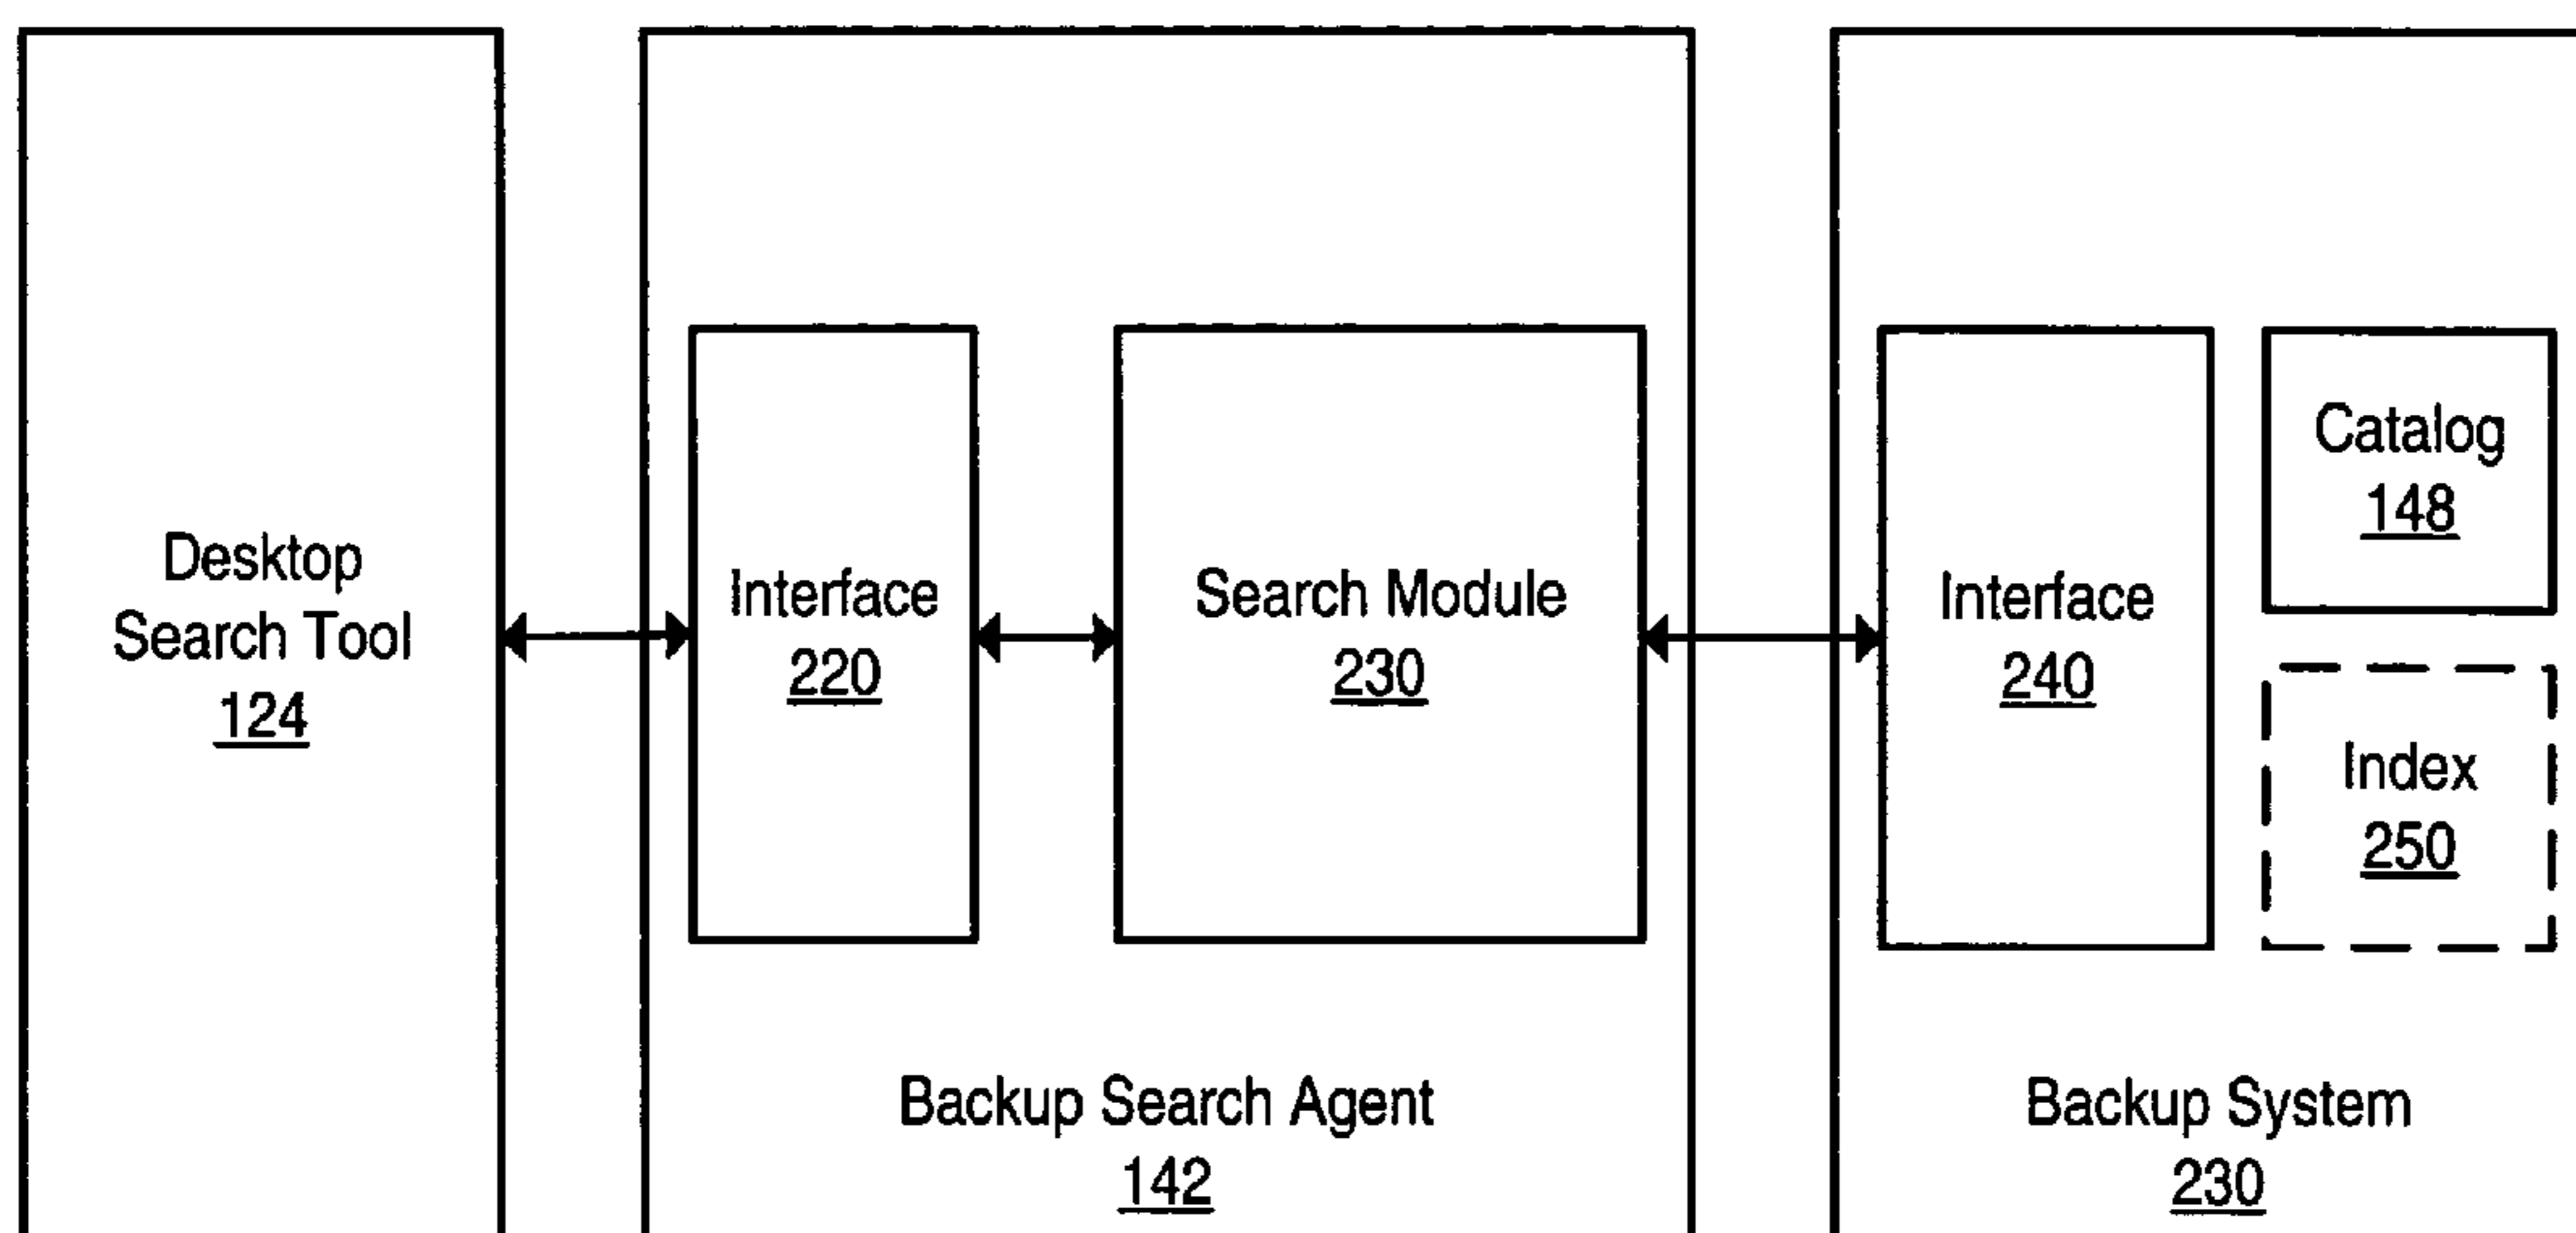 Desktop
Search Tool
124
Interface
220
Search Module
230
Backup Search Agent
142
Interface
240
Catalog
148
Index
250
Backup System
230